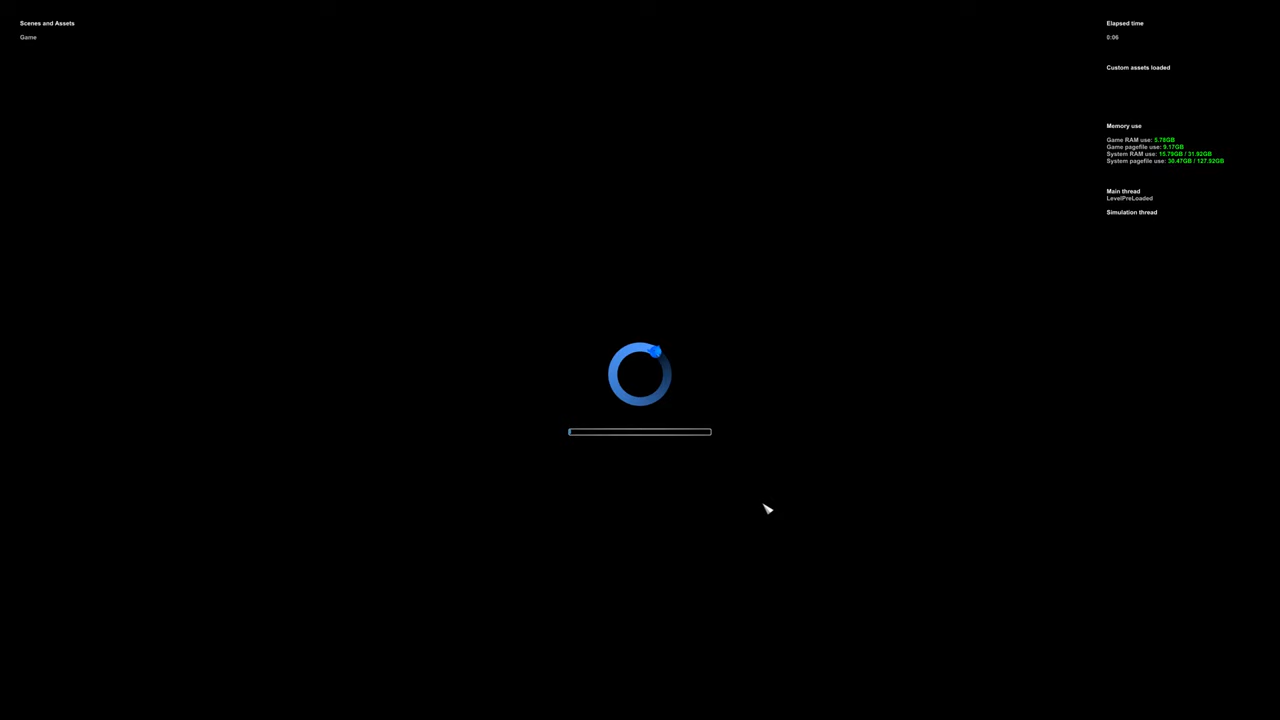 Scenes and Assets
Game
Elapsed time
0:06
Custom assets loaded
Memory use
Game RAM use: 5.78GB
Game pagefile use: 9.17GB
System RAM use: 15.79GB / 31.92GB
System pagefile use: 30.47GB / 127.92GB
Main thread
LevelPreLoaded
Simulation thread